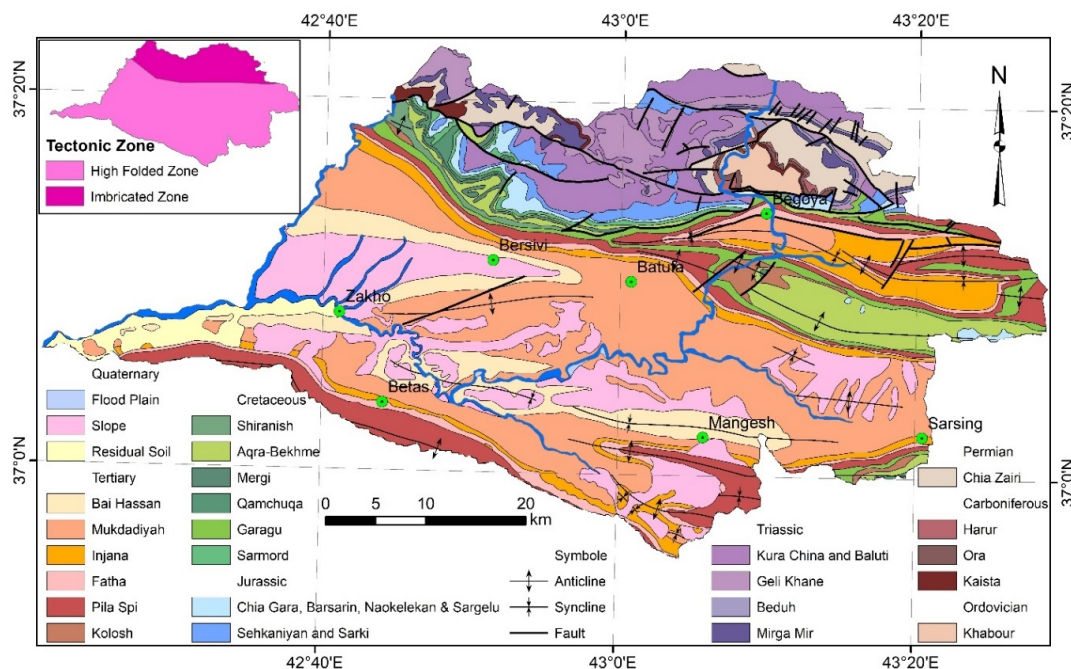 42°40'E 43°0'E 43°20'E
37°20'N
37°20'N
N
Tectonic Zone
High Folded Zone
Imbricated Zone
Begoya
Bersivi
Batufa
Zakho
Betas
Mangesh
Sarsing
37°0'N
37°0'N
Quaternary
Flood Plain
Slope
Residual Soil
Tertiary
Bai Hassan
Mukdadiyah
Injana
Fatha
Pila Spi
Kolosh
Cretaceous
Shiranish
Aqra-Bekhme
Mergi
Qamchuqa
Garagu
Sarmord
Jurassic
Chia Gara, Barsarin, Naokelekan & Sargelu
Sehkaniyan and Sarki
0 5 10 20
km
Symbole
Anticline
Syncline
Fault
Triassic
Kura China and Baluti
Geli Khane
Beduh
Mirga Mir
Permian
Chia Zairi
Carboniferous
Harur
Ora
Kaista
Ordovician
Khabour
42°40'E 43°0'E 43°20'E